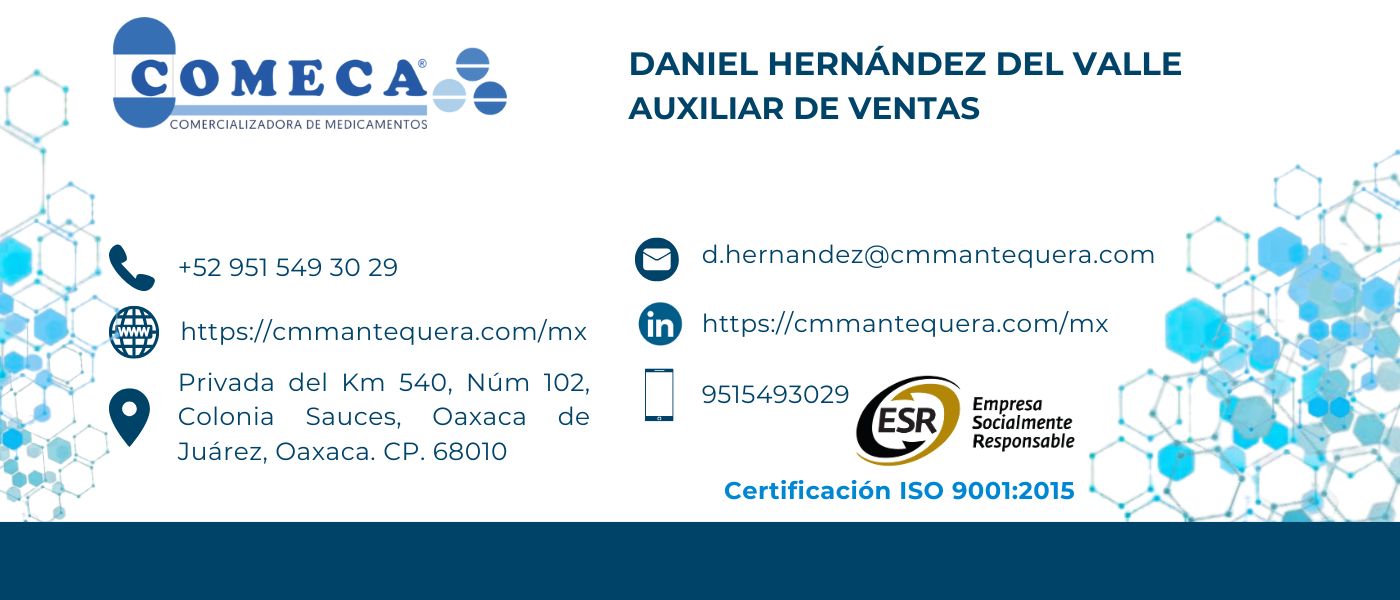 COMECA®
COMERCIALIZADORA DE MEDICAMENTOS
DANIEL HERNÁNDEZ DEL VALLE
AUXILIAR DE VENTAS
+52 951 549 30 29
www
https://cmmantequera.com/mx
Privada del Km 540, Núm 102,
Colonia Sauces, Oaxaca de
Juárez, Oaxaca. CP. 68010
d.hernandez@cmmantequera.com
in
https://cmmantequera.com/mx
9515493029
ESR
Empresa
Socialmente
Responsable
Certificación ISO 9001:2015